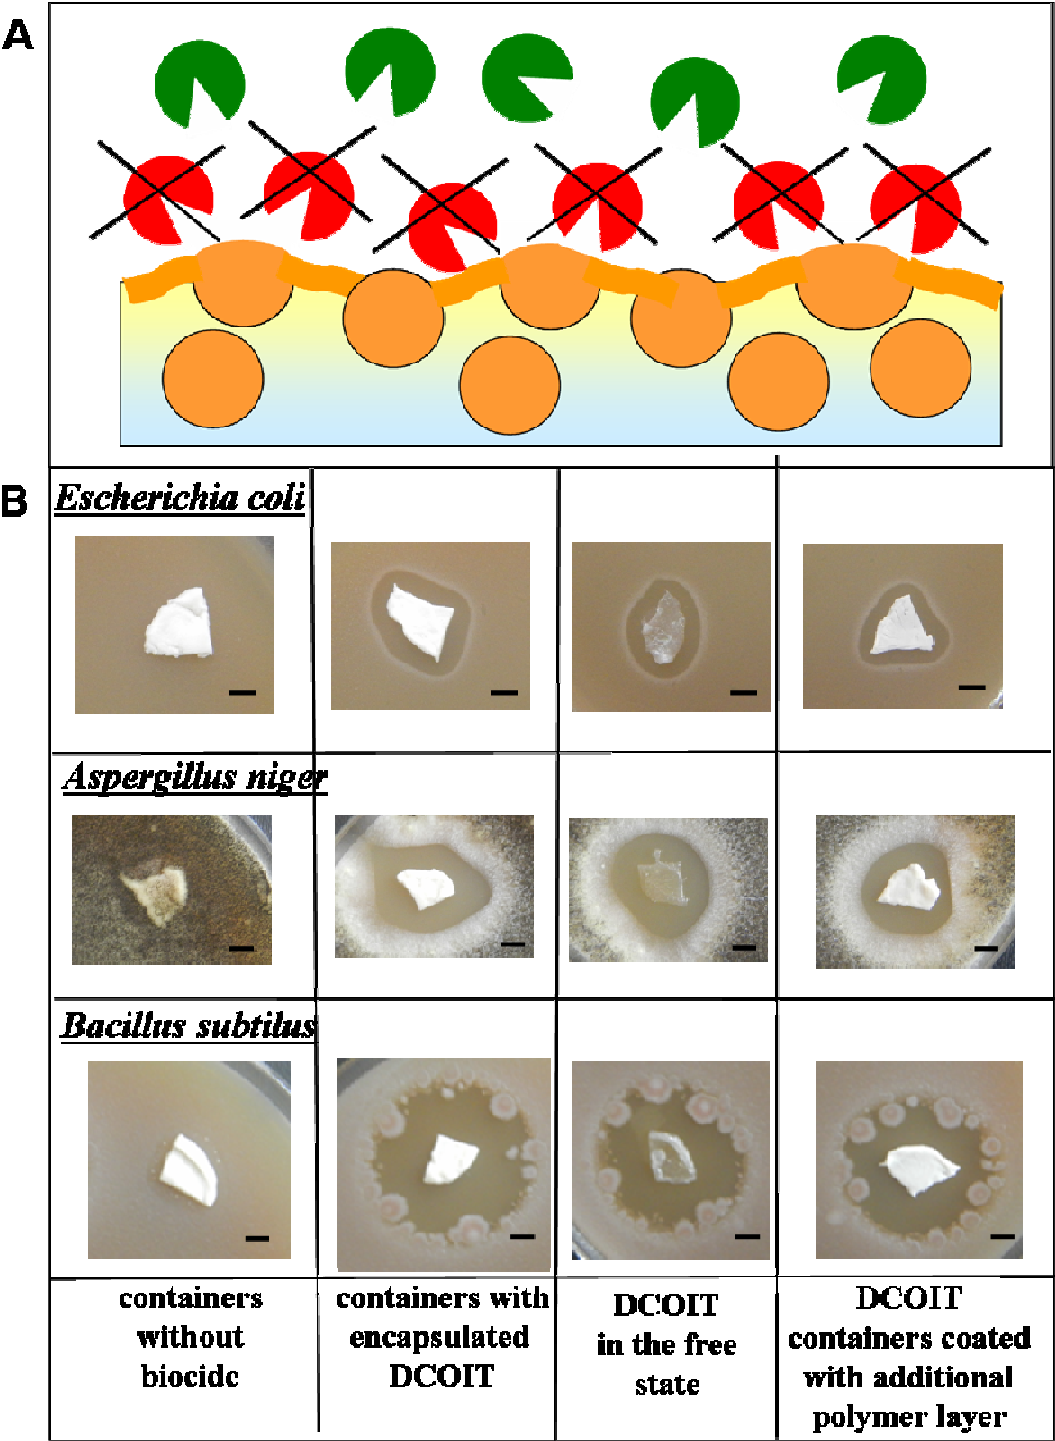 A
B
Escherichia coli
Aspergillus niger
Bacillus subtilus
containers
without
biocide
containers with
encapsulated
DCOIT
DCOIT
in the free
state
DCOIT
containers coated
with additional
polymer layer